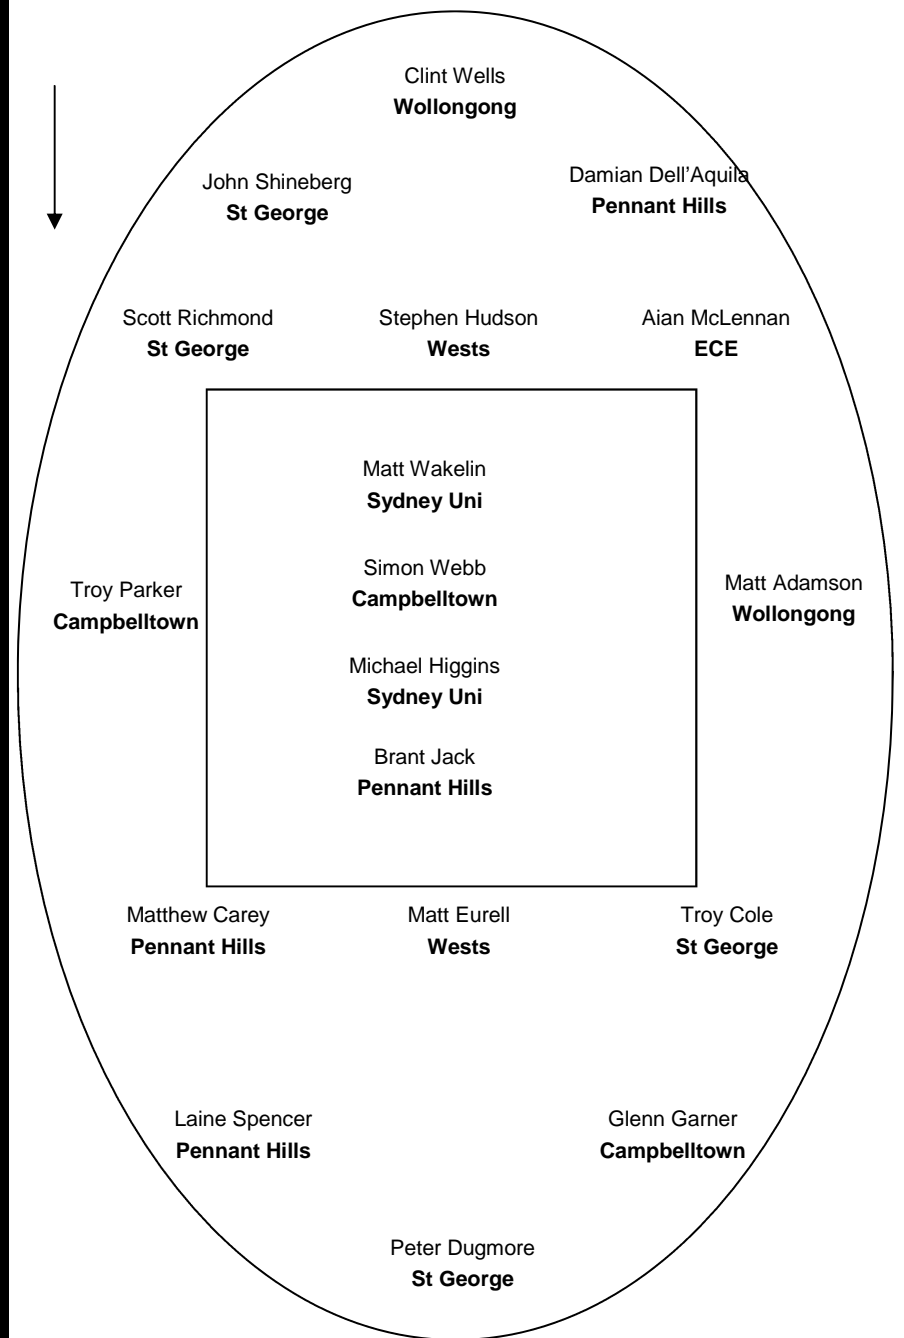 Clint Wells
Wollongong
John Shineberg
St George
Damian Dell’Aquila
Pennant Hills
Scott Richmond
St George
Stephen Hudson
Wests
Aian McLennan
ECE
Matt Wakelin
Sydney Uni
Troy Parker
Campbelltown
Simon Webb
Campbelltown
Matt Adamson
Wollongong
Michael Higgins
Sydney Uni
Brant Jack
Pennant Hills
Matthew Carey
Pennant Hills
Matt Eurell
Wests
Troy Cole
St George
Laine Spencer
Pennant Hills
Glenn Garner
Campbelltown
Peter Dugmore
St George